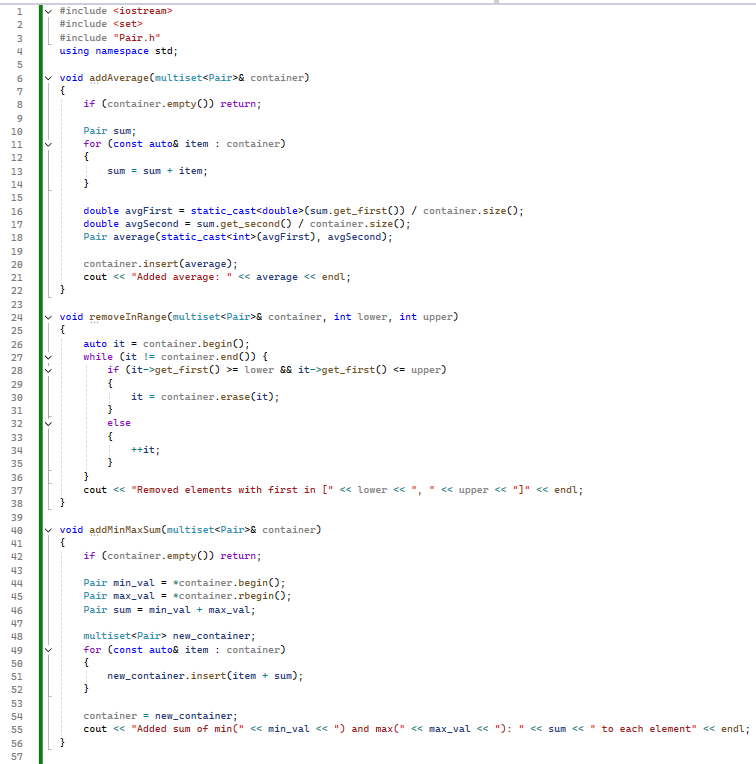 1 #include <iostream>
2 #include <set>
3 #include "Pair.h"
4 using namespace std;
5
6 void addAverage(multiset<Pair>& container)
7 {
8     if (container.empty()) return;
9
10     Pair sum;
11     for (const auto& item : container)
12     {
13         sum = sum + item;
14     }
15
16     double avgFirst = static_cast<double>(sum.get_first()) / container.size();
17     double avgSecond = sum.get_second() / container.size();
18     Pair average(static_cast<int>(avgFirst), avgSecond);
19
20     container.insert(average);
21     cout << "Added average: " << average << endl;
22 }
23
24 void removeInRange(multiset<Pair>& container, int lower, int upper)
25 {
26     auto it = container.begin();
27     while (it != container.end()) {
28         if (it->get_first() >= lower && it->get_first() <= upper)
29         {
30             it = container.erase(it);
31         }
32         else
33         {
34             ++it;
35         }
36     }
37     cout << "Removed elements with first in [" << lower << ", " << upper << "]" << endl;
38 }
39
40 void addMinMaxSum(multiset<Pair>& container)
41 {
42     if (container.empty()) return;
43
44     Pair min_val = *container.begin();
45     Pair max_val = *container.rbegin();
46     Pair sum = min_val + max_val;
47
48     multiset<Pair> new_container;
49     for (const auto& item : container)
50     {
51         new_container.insert(item + sum);
52     }
53
54     container = new_container;
55     cout << "Added sum of min(" << min_val << ") and max(" << max_val << "): " << sum << " to each element" << endl;
56 }
57